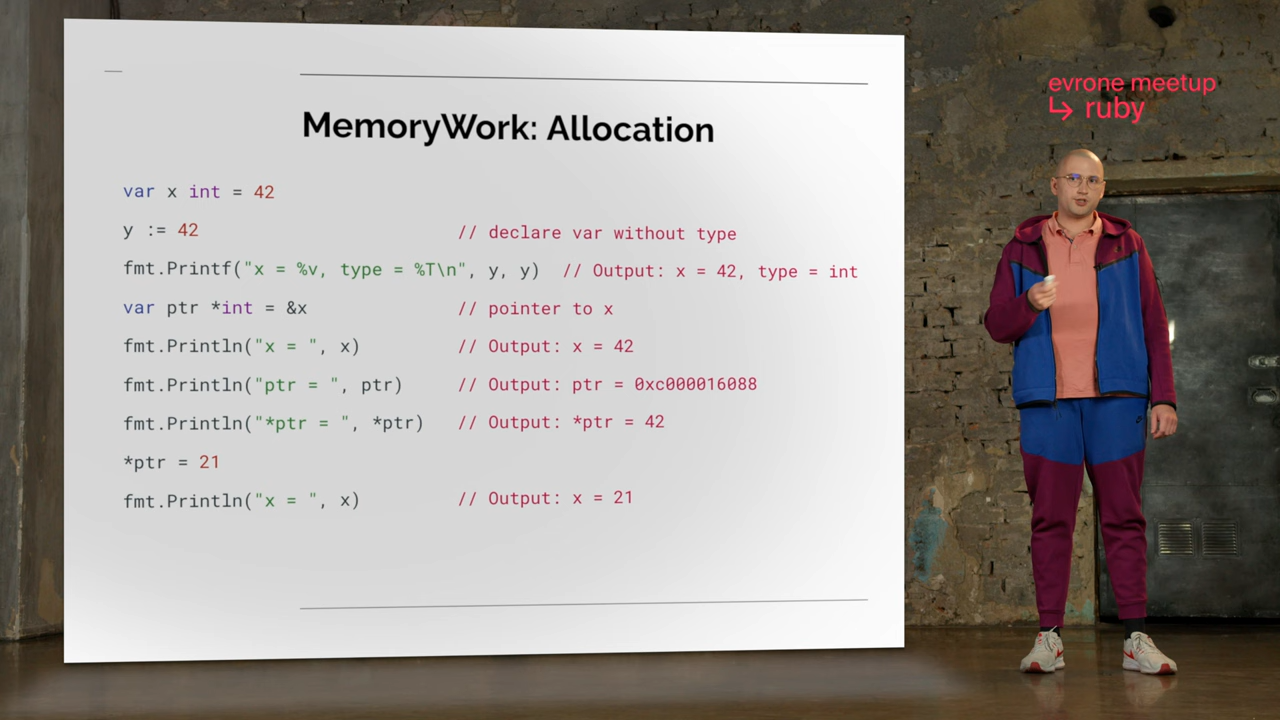 MemoryWork: Allocation
var x int = 42
y := 42 // declare var without type
fmt.Printf("x = %v, type = %T\n", y, y) // Output: x = 42, type = int
var ptr *int = &x // pointer to x
fmt.Println("x = ", x) // Output: x = 42
fmt.Println("ptr = ", ptr) // Output: ptr = 0xc000016088
fmt.Println("*ptr = ", *ptr) // Output: *ptr = 42
*ptr = 21
fmt.Println("x = ", x) // Output: x = 21
evrone meetup
↳ ruby